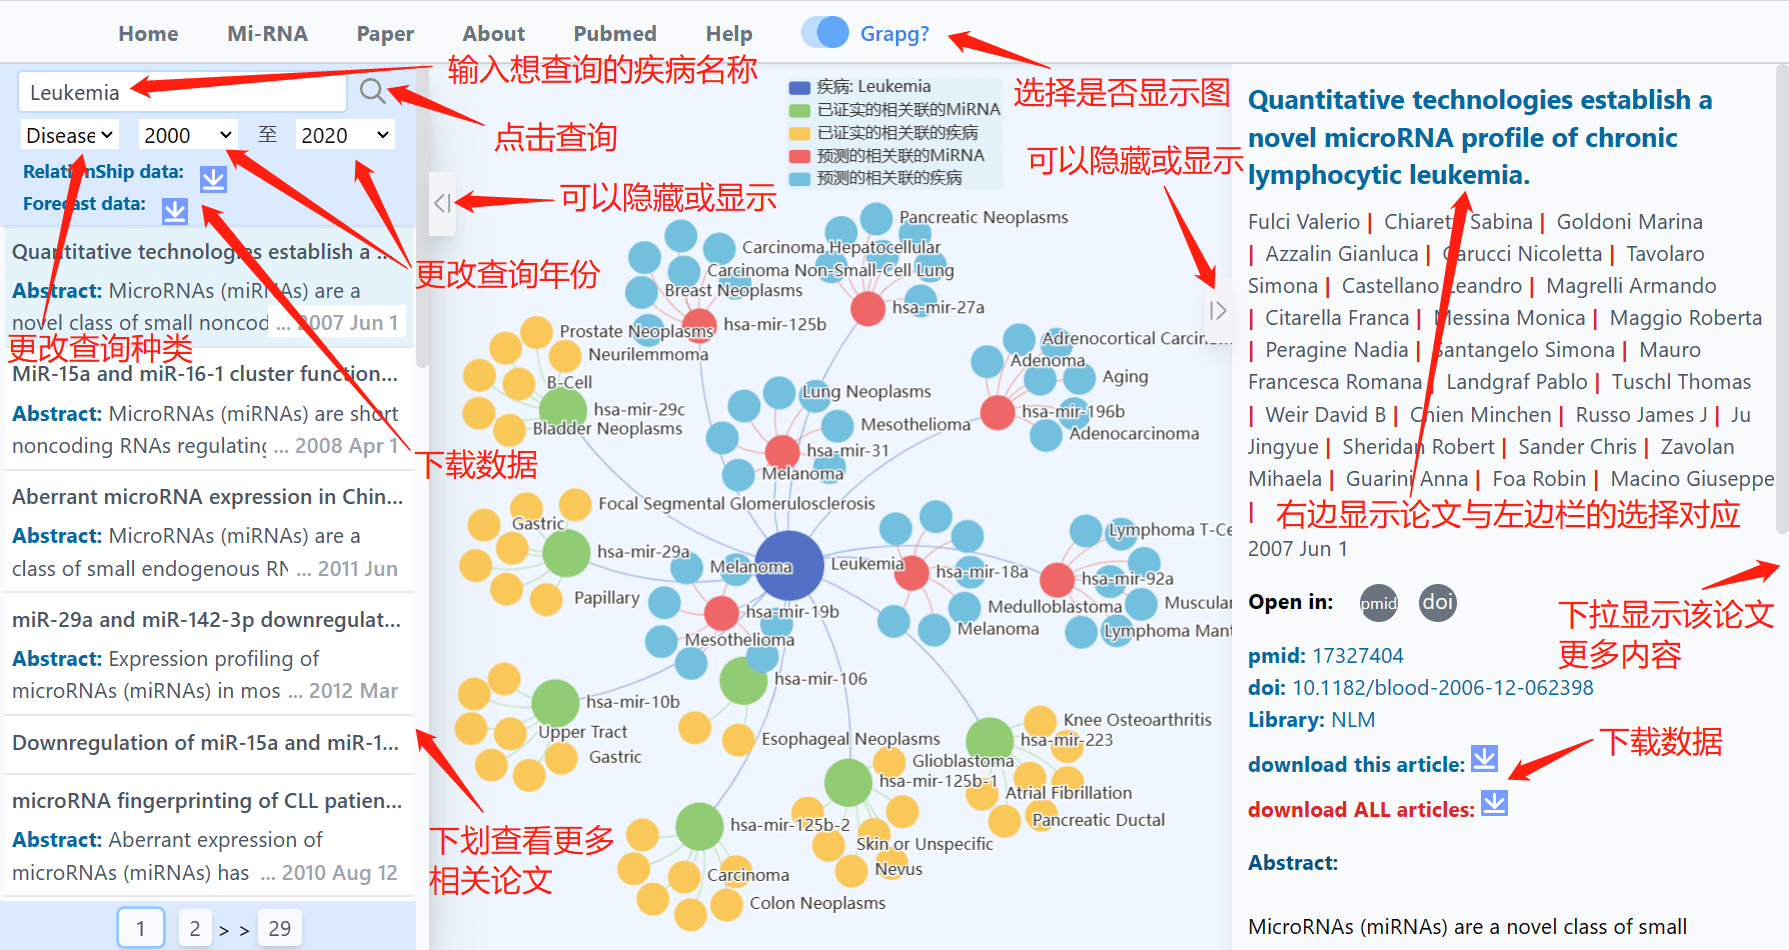 Home Mi-RNA Paper About Pubmed Help Grapg?
Leukemia
Disease 2000 至 2020
RelationShip data:
Forecast data:
Quantitative technologies establish a ...
Abstract: MicroRNAs (miRNAs) are a
novel class of small noncod ... 2007 Jun 1
MiR-15a and miR-16-1 cluster function...
Abstract: MicroRNAs (miRNAs) are short
noncoding RNAs regulating ... 2008 Apr 1
Aberrant microRNA expression in Chin...
Abstract: MicroRNAs (miRNAs) are a
class of small endogenous RN ... 2011 Jun
miR-29a and miR-142-3p downregulat...
Abstract: Expression profiling of
microRNAs (miRNAs) in mos ... 2012 Mar
Downregulation of miR-15a and miR-1...
microRNA fingerprinting of CLL patien...
Abstract: Aberrant expression of
microRNAs (miRNAs) has ... 2010 Aug 12
1 2 > > 29
输入想查询的疾病名称
点击查询
可以隐藏或显示
更改查询年份
更改查询种类
下载数据
下划查看更多
相关论文
选择是否显示图
可以隐藏或显示
疾病: Leukemia
已证实的相关联的MiRNA
已证实的相关联的疾病
预测的相关联的MiRNA
预测的相关联的疾病
Pancreatic Neoplasms
Carcinoma Hepatocellular
Carcinoma Non-Small-Cell Lung
Breast Neoplasms
hsa-mir-27a
hsa-mir-125b
Prostate Neoplasms
Neurilemmoma
B-Cell
hsa-mir-29c
Bladder Neoplasms
Adrenocortical Carcin
Adenoma
Aging
hsa-mir-196b
Adenocarcinoma
Lung Neoplasms
Mesothelioma
hsa-mir-31
Melanoma
Focal Segmental Glomerulosclerosis
Gastric
hsa-mir-29a
Papillary
Melanoma
Leukemia
hsa-mir-19b
Mesothelioma
hsa-mir-18a
Medulloblastoma
Melanoma
Lymphoma T-Ce
hsa-mir-92a
Muscular
Lymphoma Mant
hsa-mir-106
hsa-mir-10b
Upper Tract
Gastric
Esophageal Neoplasms
Knee Osteoarthritis
hsa-mir-223
Glioblastoma
hsa-mir-125b-1
Atrial Fibrillation
Pancreatic Ductal
hsa-mir-125b-2
Skin or Unspecific
Nevus
Carcinoma
Colon Neoplasms
Quantitative technologies establish a
novel microRNA profile of chronic
lymphocytic leukemia.
Fulci Valerio | Chiaretti Sabina | Goldoni Marina
| Azzalin Gianluca | Carucci Nicoletta | Tavolaro
Simona | Castellano Leandro | Magrelli Armando
| Citarella Franca | Messina Monica | Maggio Roberta
| Peragine Nadia | Santangelo Simona | Mauro
Francesca Romana | Landgraf Pablo | Tuschl Thomas
| Weir David B | Chien Minchen | Russo James J | Ju
Jingyue | Sheridan Robert | Sander Chris | Zavolan
Mihaela | Guarini Anna | Foa Robin | Macino Giuseppe
|
右边显示论文与左边栏的选择对应
2007 Jun 1
Open in: pmid doi
下拉显示该论文
更多内容
pmid: 17327404
doi: 10.1182/blood-2006-12-062398
Library: NLM
下载数据
download this article:
download ALL articles:
Abstract:
MicroRNAs (miRNAs) are a novel class of small